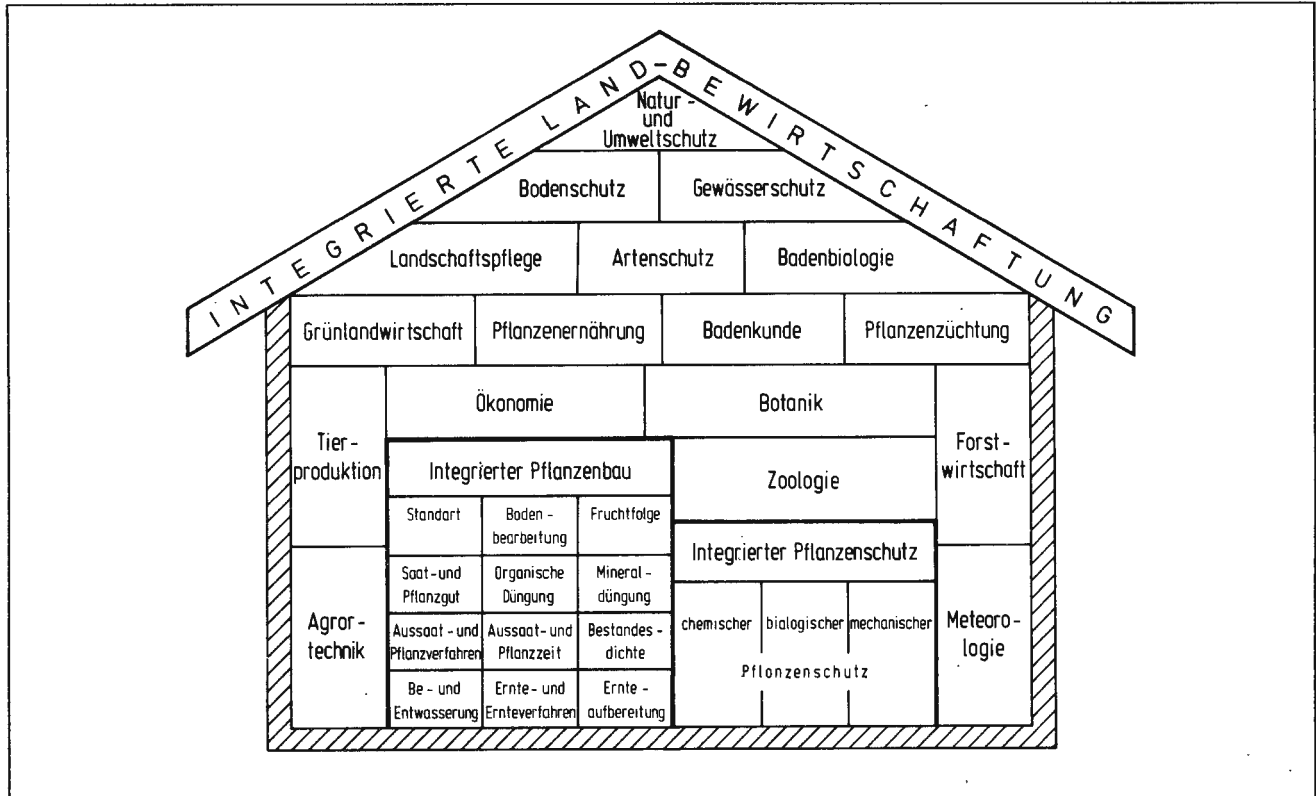 INTEGRIERTE LAND-BEWIRTSCHAFTUNG
Natur-
und
Umweltschutz
Bodenschutz
Gewässerschutz
Landschaftspflege
Artenschutz
Badenbiologie
Grünlandwirtschaft
Pflanzenernährung
Badenkunde
Pflanzenzüchtung
Tier-
produktion
Ökonomie
Botanik
Forst-
wirtschaft
Integrierter Pflanzenbau
Zoologie
Standart
Boden-
bearbeitung
Fruchtfolge
Integrierter Pflanzenschutz
Saat-und
Pflanzgut
Organische
Düngung
Mineral-
düngung
Agrar-
technik
Aussaat-und
Pflanzverfahren
Aussaat-und
Pflanzzeit
Bestandes-
dichte
chemischer
bialogischer
mechanischer
Pflonzenschutz
Meteoro-
logie
Be- und
Entwasserung
Ernte- und
Ernteverfahren
Ernte-
aufbereitung